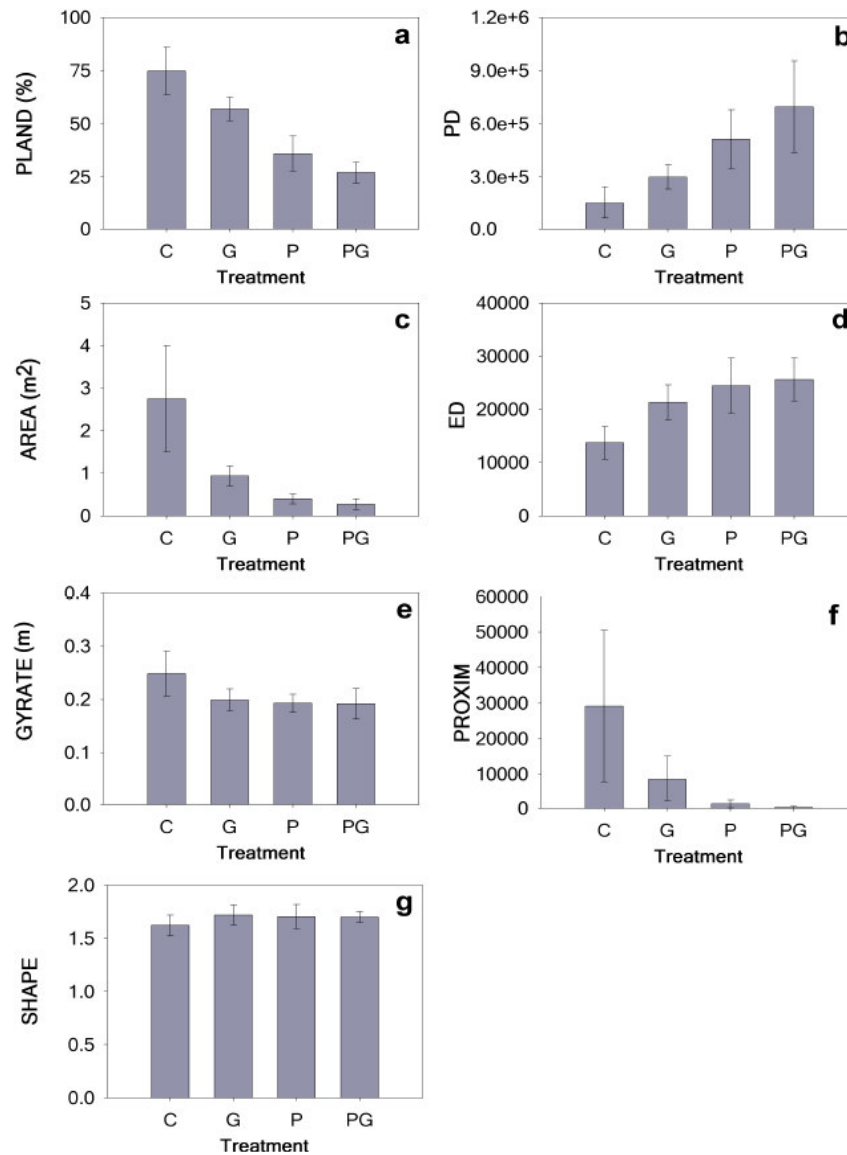 a
PLAND (%)
100
75
50
25
0
C G P PG
Treatment
b
PD
1.2e+6
9.0e+5
6.0e+5
3.0e+5
0.0
C G P PG
Treatment
c
AREA (m2)
5
4
3
2
1
0
C G P PG
Treatment
d
ED
40000
30000
20000
10000
0
C G P PG
Treatment
e
GYRATE (m)
0.4
0.3
0.2
0.1
0.0
C G P PG
Treatment
f
PROXIM
60000
50000
40000
30000
20000
10000
0
C G P PG
Treatment
g
SHAPE
2.0
1.5
1.0
0.5
0.0
C G P PG
Treatment